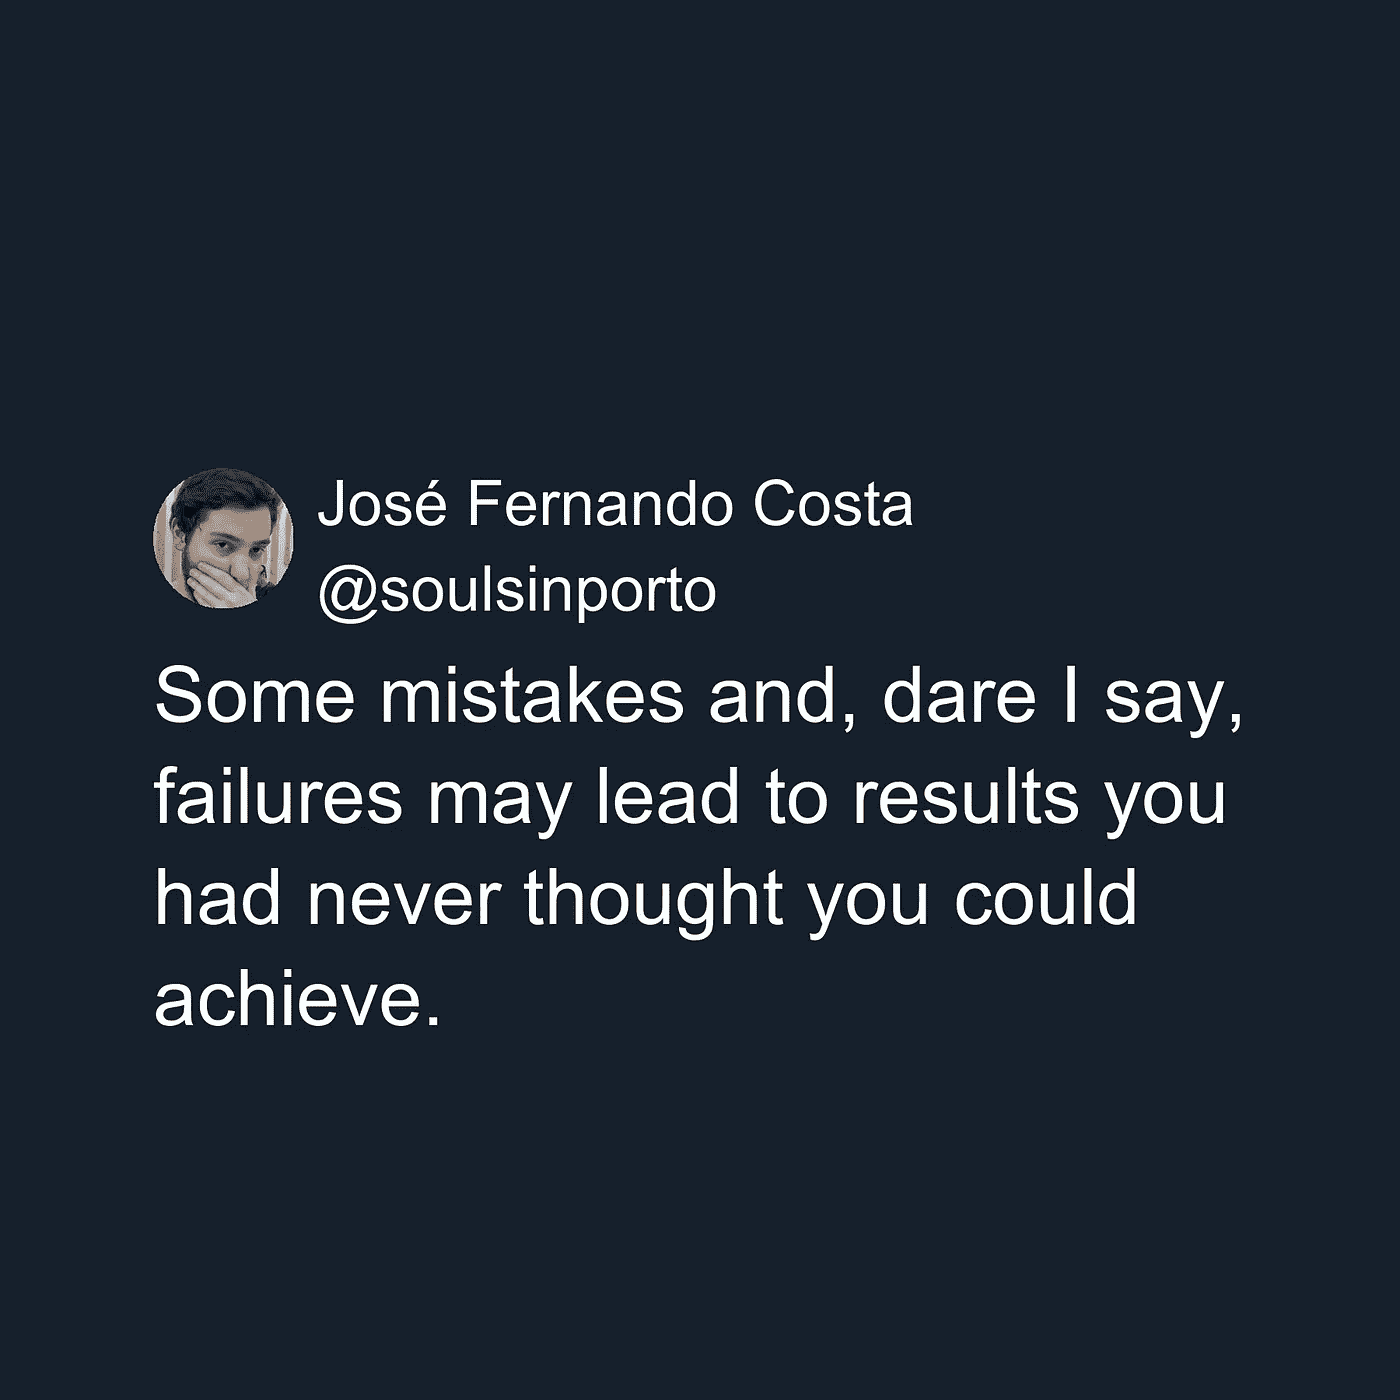 José Fernando Costa
@soulsinporto
Some mistakes and, dare I say,
failures may lead to results you
had never thought you could
achieve.